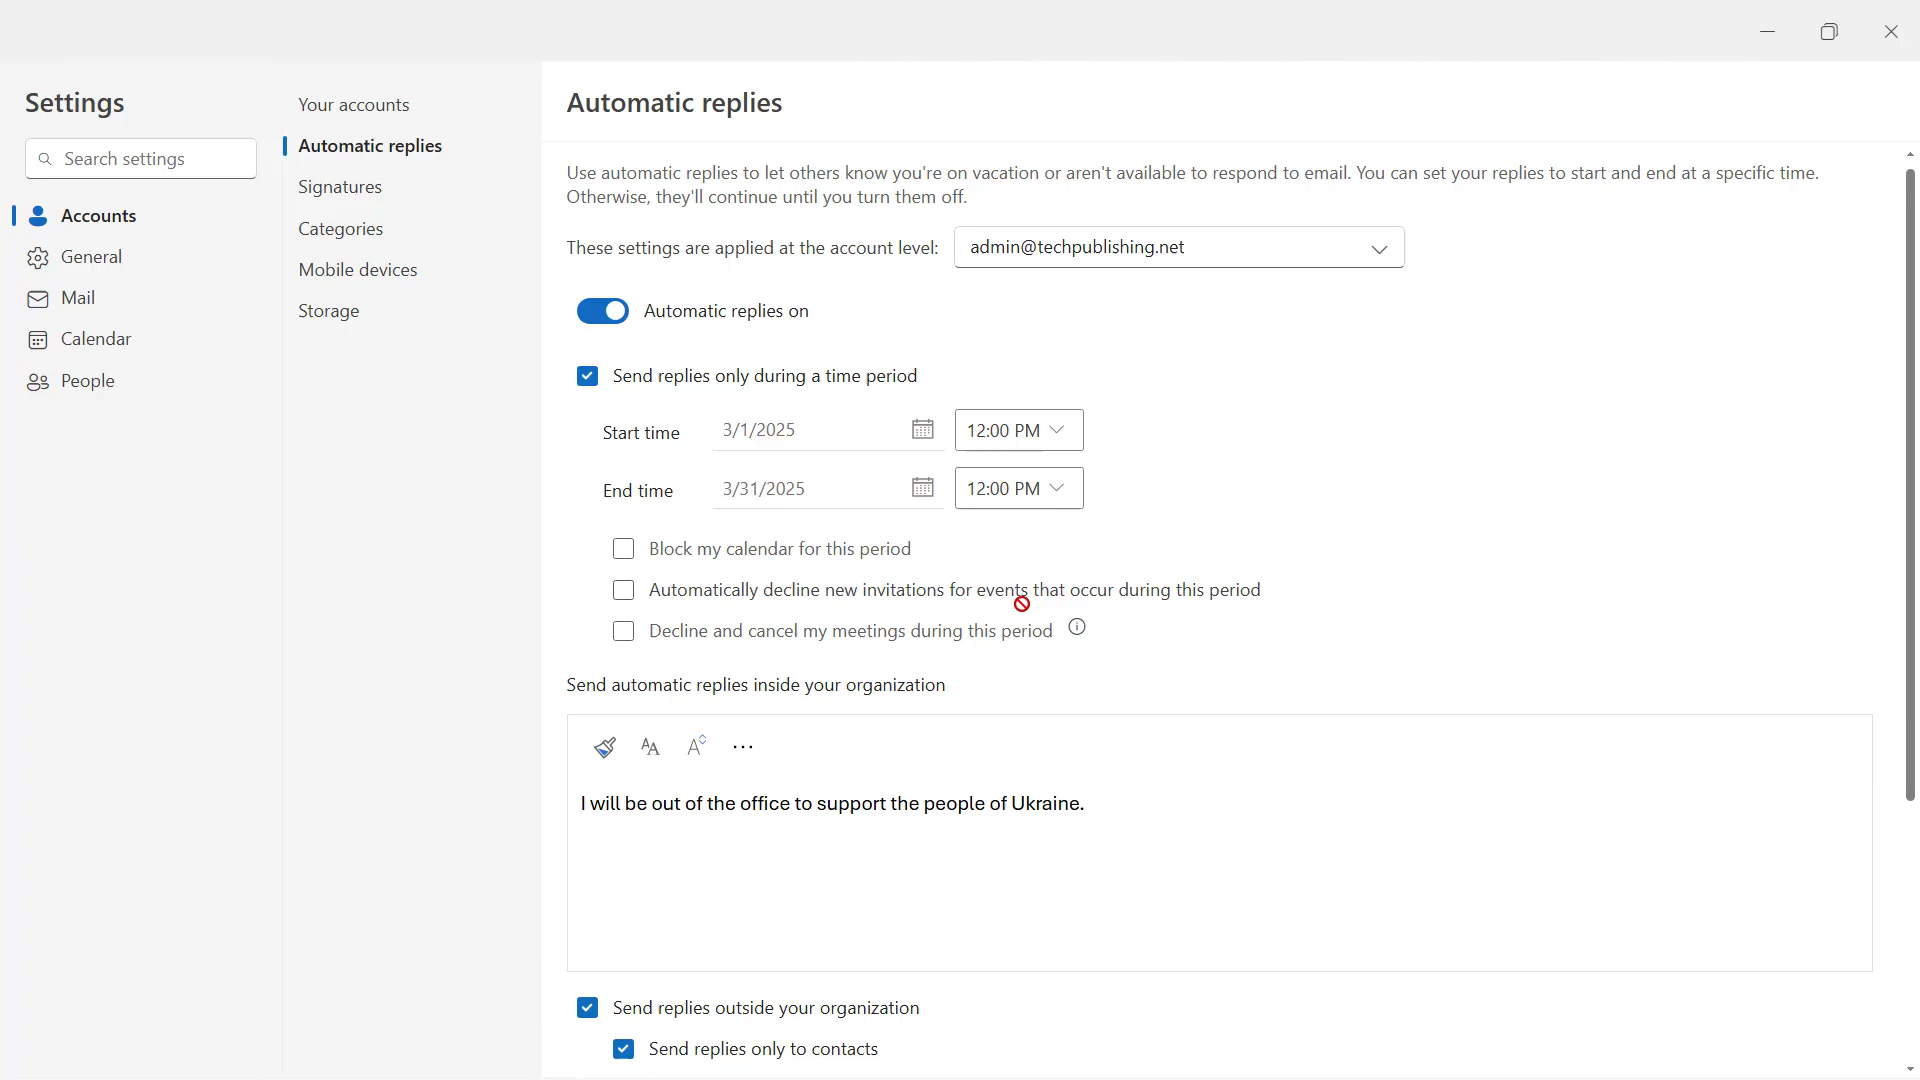 Settings
Search settings
Accounts
General
Mail
Calendar
People
Your accounts
Automatic replies
Signatures
Categories
Mobile devices
Storage
Automatic replies
Use automatic replies to let others know you're on vacation or aren't available to respond to email. You can set your replies to start and end at a specific time.
Otherwise, they'll continue until you turn them off.
These settings are applied at the account level: admin@techpublishing.net
Automatic replies on
Send replies only during a time period
Start time 3/1/2025 12:00 PM
End time 3/31/2025 12:00 PM
Block my calendar for this period
Automatically decline new invitations for events that occur during this period
Decline and cancel my meetings during this period
Send automatic replies inside your organization
I will be out of the office to support the people of Ukraine.
Send replies outside your organization
Send replies only to contacts